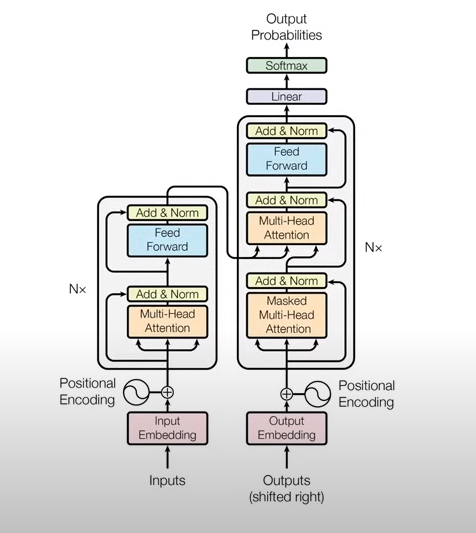 Output
Probabilities
Softmax
Linear
Add & Norm
Feed
Forward
Add & Norm
Multi-Head
Attention
Nx
Add & Norm
Masked
Multi-Head
Attention
Add & Norm
Feed
Forward
Nx
Add & Norm
Multi-Head
Attention
Positional
Encoding
Positional
Encoding
Input
Embedding
Output
Embedding
Inputs
Outputs
(shifted right)